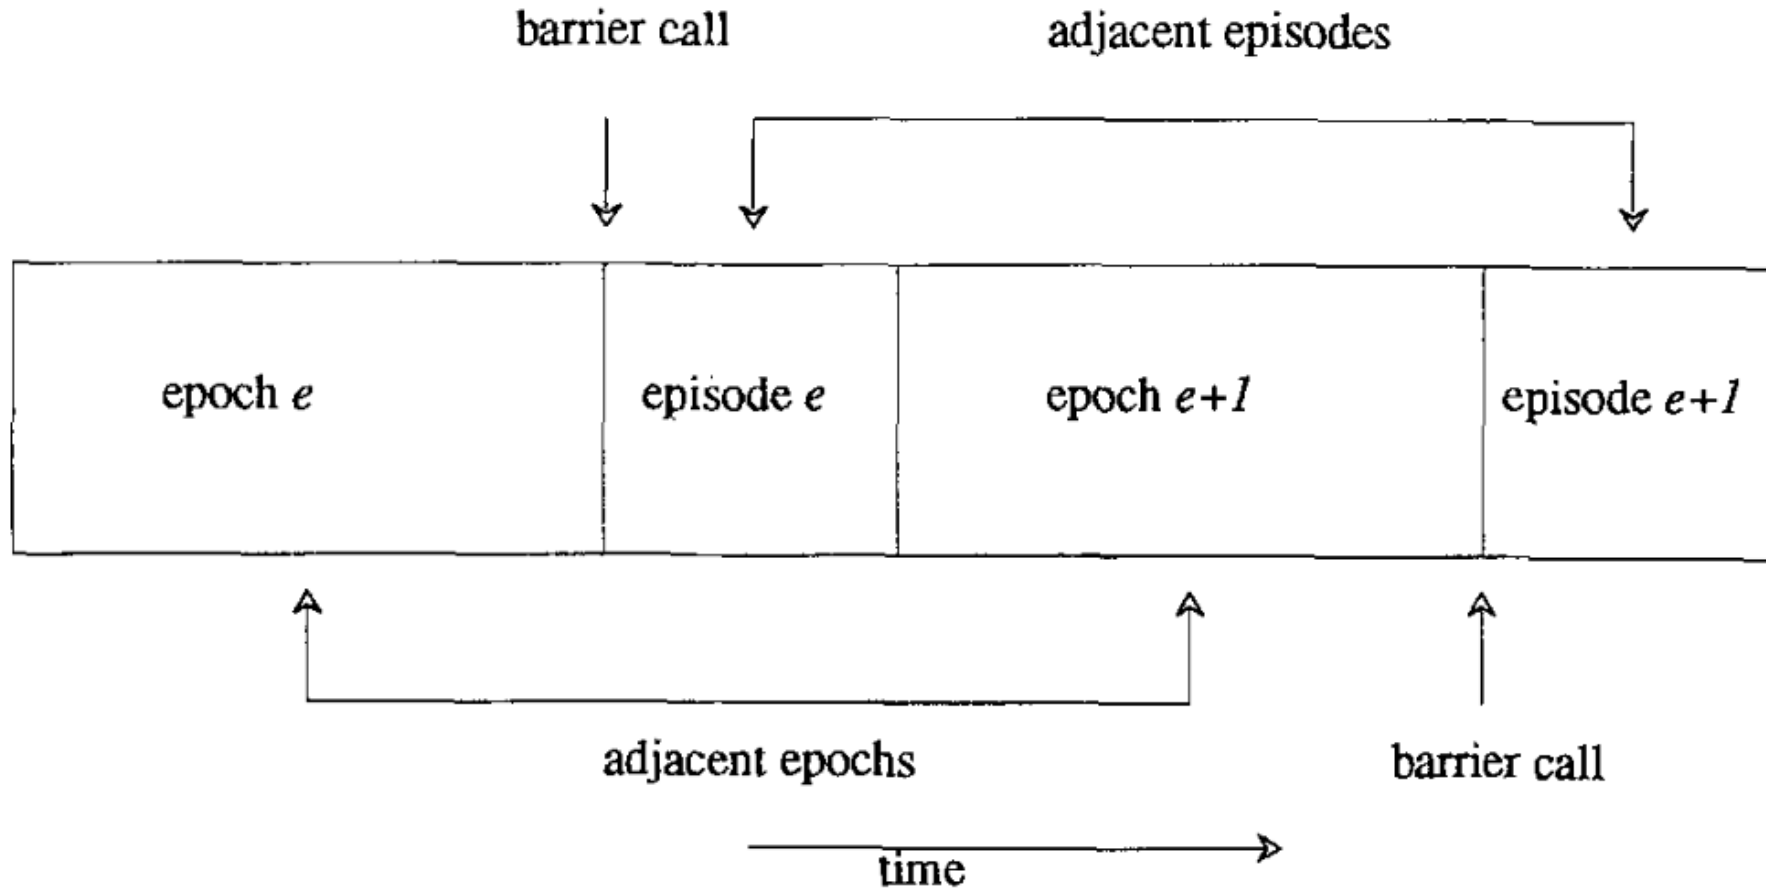 barrier call
adjacent episodes
epoch e
episode e
epoch e+1
episode e+1
adjacent epochs
barrier call
time